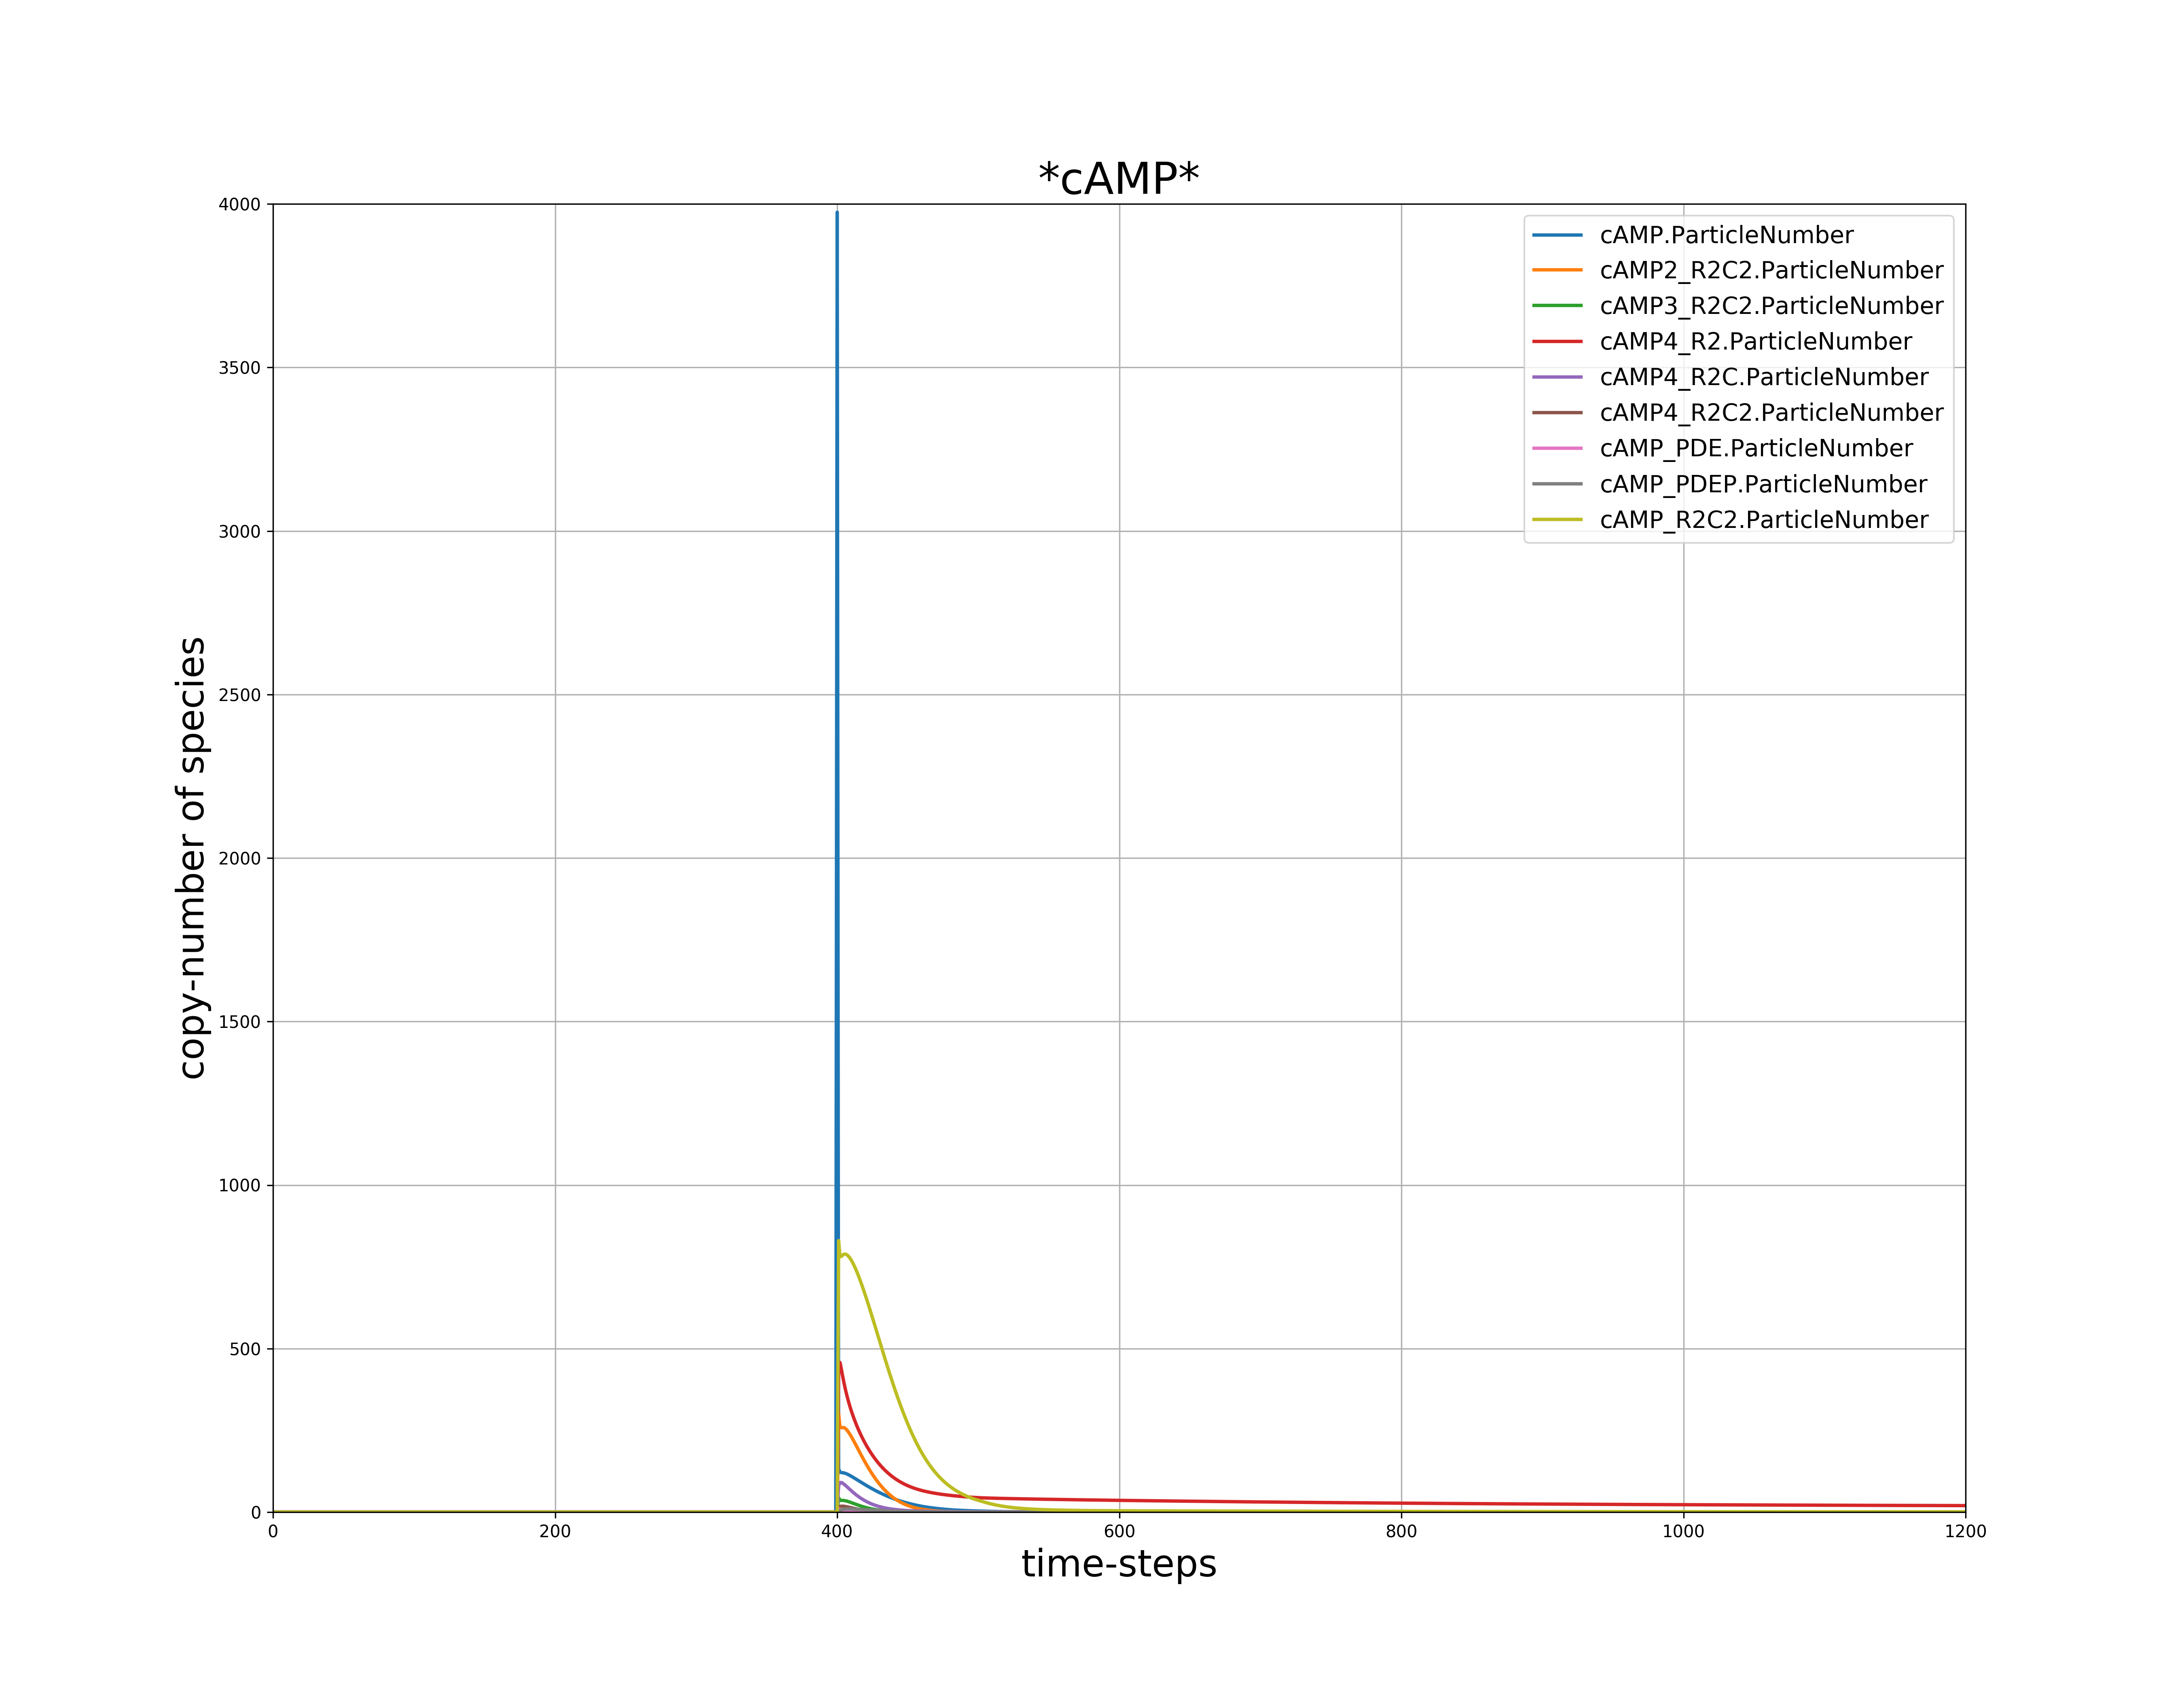 *cAMP*
4000
3500
3000
2500
2000
1500
1000
500
0
copy-number of species
cAMP.ParticleNumber
cAMP2_R2C2.ParticleNumber
cAMP3_R2C2.ParticleNumber
cAMP4_R2.ParticleNumber
cAMP4_R2C.ParticleNumber
cAMP4_R2C2.ParticleNumber
cAMP_PDE.ParticleNumber
cAMP_PDEP.ParticleNumber
cAMP_R2C2.ParticleNumber
0 200 400 600 800 1000 1200
time-steps